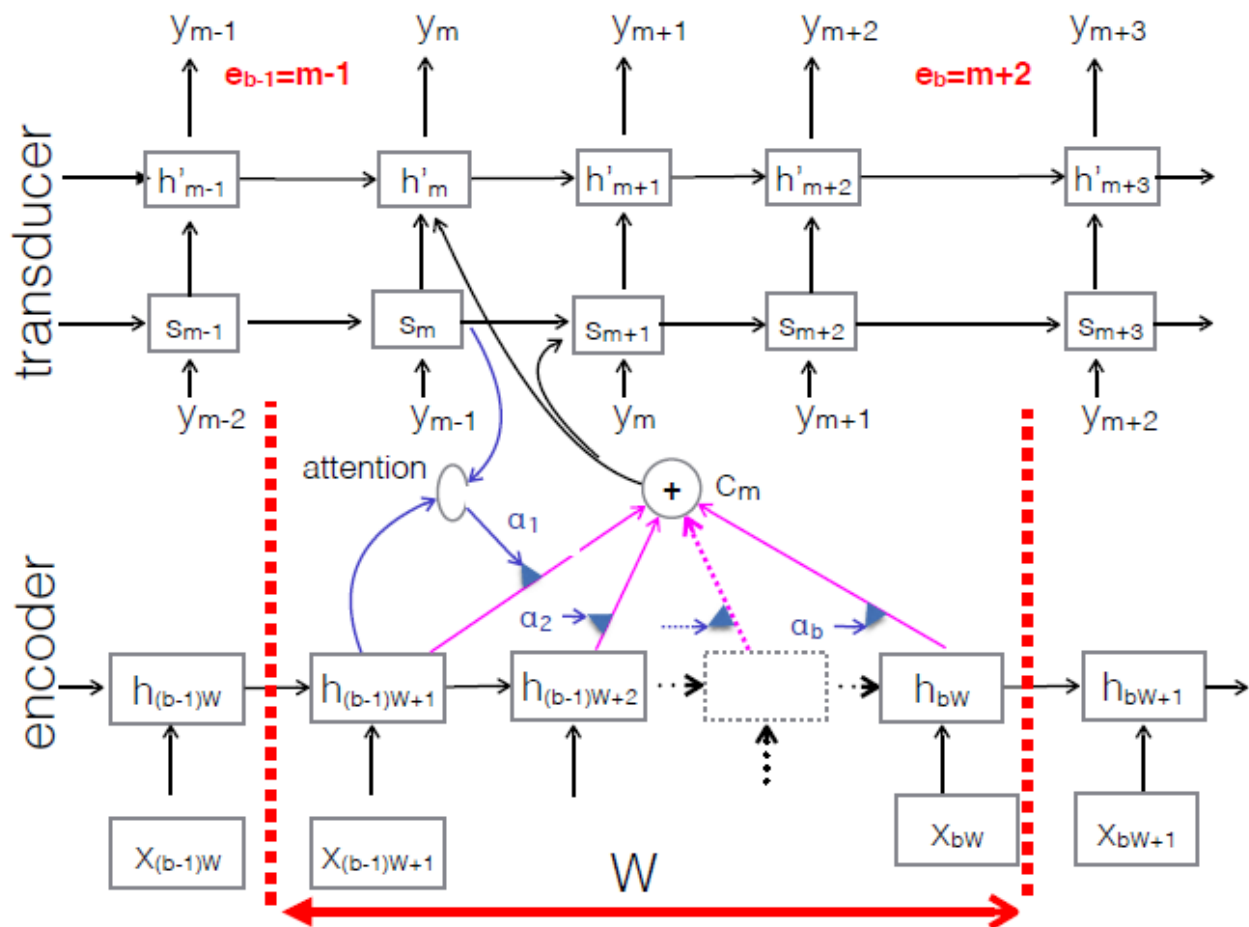 ym-1 ym ym+1 ym+2 ym+3
eb-1=m-1 eb=m+2
transducer
h'm-1 h'm h'm+1 h'm+2 h'm+3
sm-1 sm sm+1 sm+2 sm+3
ym-2 ym-1 ym ym+1 ym+2
attention + cm
α1
α2 αb
encoder
h(b-1)W h(b-1)W+1 h(b-1)W+2 hbW hbW+1
x(b-1)W x(b-1)W+1 xbW xbW+1
W